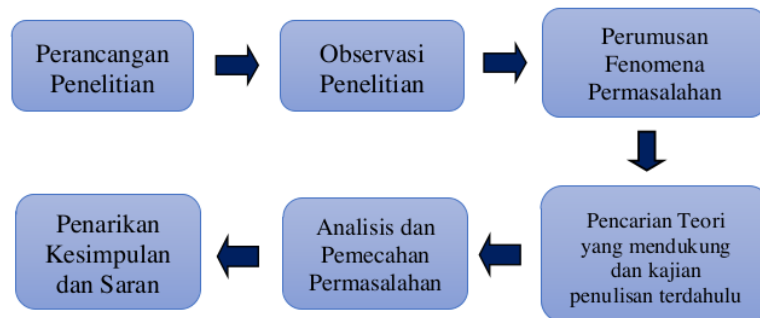 Perancangan
Penelitian
Observasi
Penelitian
Perumusan
Fenomena
Permasalahan
Pencarian Teori
yang mendukung
dan kajian
penulisan terdahulu
Analisis dan
Pemecahan
Permasalahan
Penarikan
Kesimpulan
dan Saran